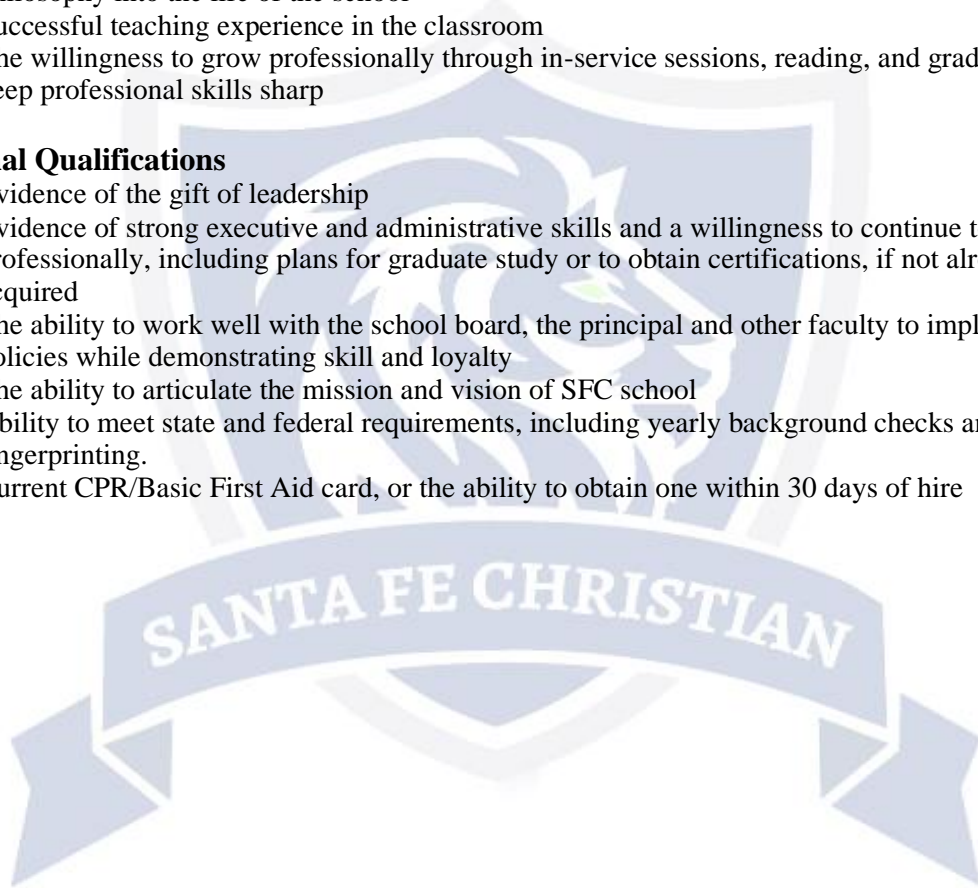 hilosophy into the life of the school
uccessful teaching experience in the classroom
he willingness to grow professionally through in-service sessions, reading, and grad
eep professional skills sharp
nal Qualifications
vidence of the gift of leadership
vidence of strong executive and administrative skills and a willingness to continue t
rofessionally, including plans for graduate study or to obtain certifications, if not alr
cquired
he ability to work well with the school board, the principal and other faculty to impl
olicies while demonstrating skill and loyalty
he ability to articulate the mission and vision of SFC school
bility to meet state and federal requirements, including yearly background checks a
ngerprinting.
urrent CPR/Basic First Aid card, or the ability to obtain one within 30 days of hire
SANTA FE CHRISTIAN